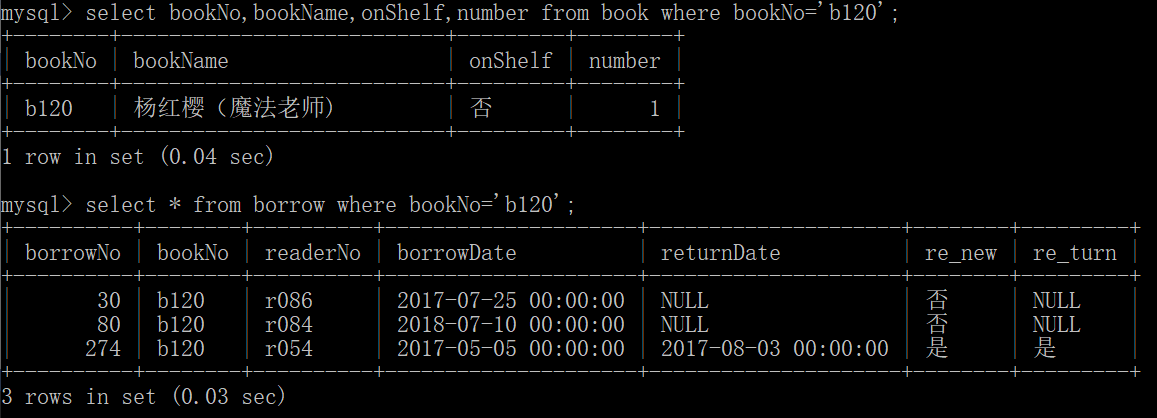 mysql> select bookNo,bookName,onShelf,number from book where bookNo='b120';
+--------+---------------------------+---------+--------+
| bookNo | bookName                  | onShelf | number |
+--------+---------------------------+---------+--------+
| b120   | 杨红樱（魔法老师)         | 否      |      1 |
+--------+---------------------------+---------+--------+
1 row in set (0.04 sec)
mysql> select * from borrow where bookNo='b120';
+----------+--------+----------+---------------------+---------------------+--------+---------+
| borrowNo | bookNo | readerNo | borrowDate          | returnDate          | re_new | re_turn |
+----------+--------+----------+---------------------+---------------------+--------+---------+
|       30 | b120   | r086     | 2017-07-25 00:00:00 | NULL                | 否     | NULL    |
|       80 | b120   | r084     | 2018-07-10 00:00:00 | NULL                | 否     | NULL    |
|      274 | b120   | r054     | 2017-05-05 00:00:00 | 2017-08-03 00:00:00 | 是     | 是      |
+----------+--------+----------+---------------------+---------------------+--------+---------+
3 rows in set (0.03 sec)